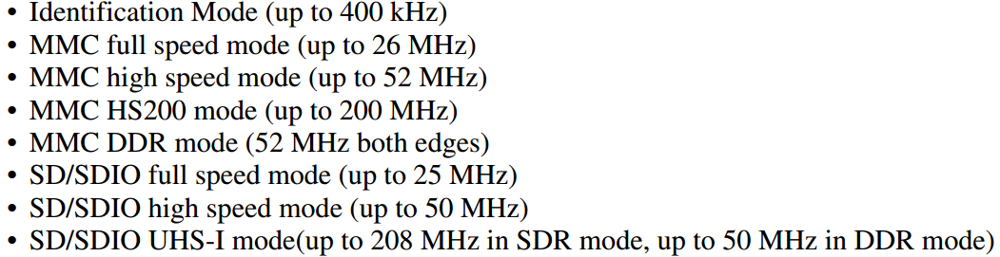 • Identification Mode (up to 400 kHz)
• MMC full speed mode (up to 26 MHz)
• MMC high speed mode (up to 52 MHz)
• MMC HS200 mode (up to 200 MHz)
• MMC DDR mode (52 MHz both edges)
• SD/SDIO full speed mode (up to 25 MHz)
• SD/SDIO high speed mode (up to 50 MHz)
• SD/SDIO UHS-I mode(up to 208 MHz in SDR mode, up to 50 MHz in DDR mode)